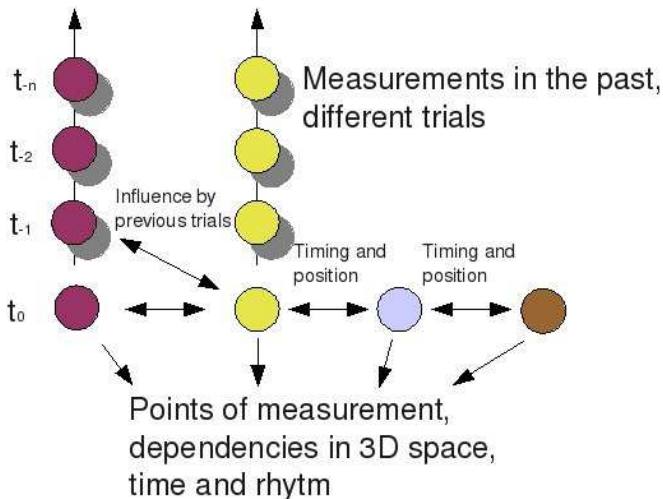 t-n
Measurements in the past,
different trials
t-2
Influence by
previous trials
t-1
Timing and
position
Timing and
position
t0
Points of measurement,
dependencies in 3D space,
time and rhytm